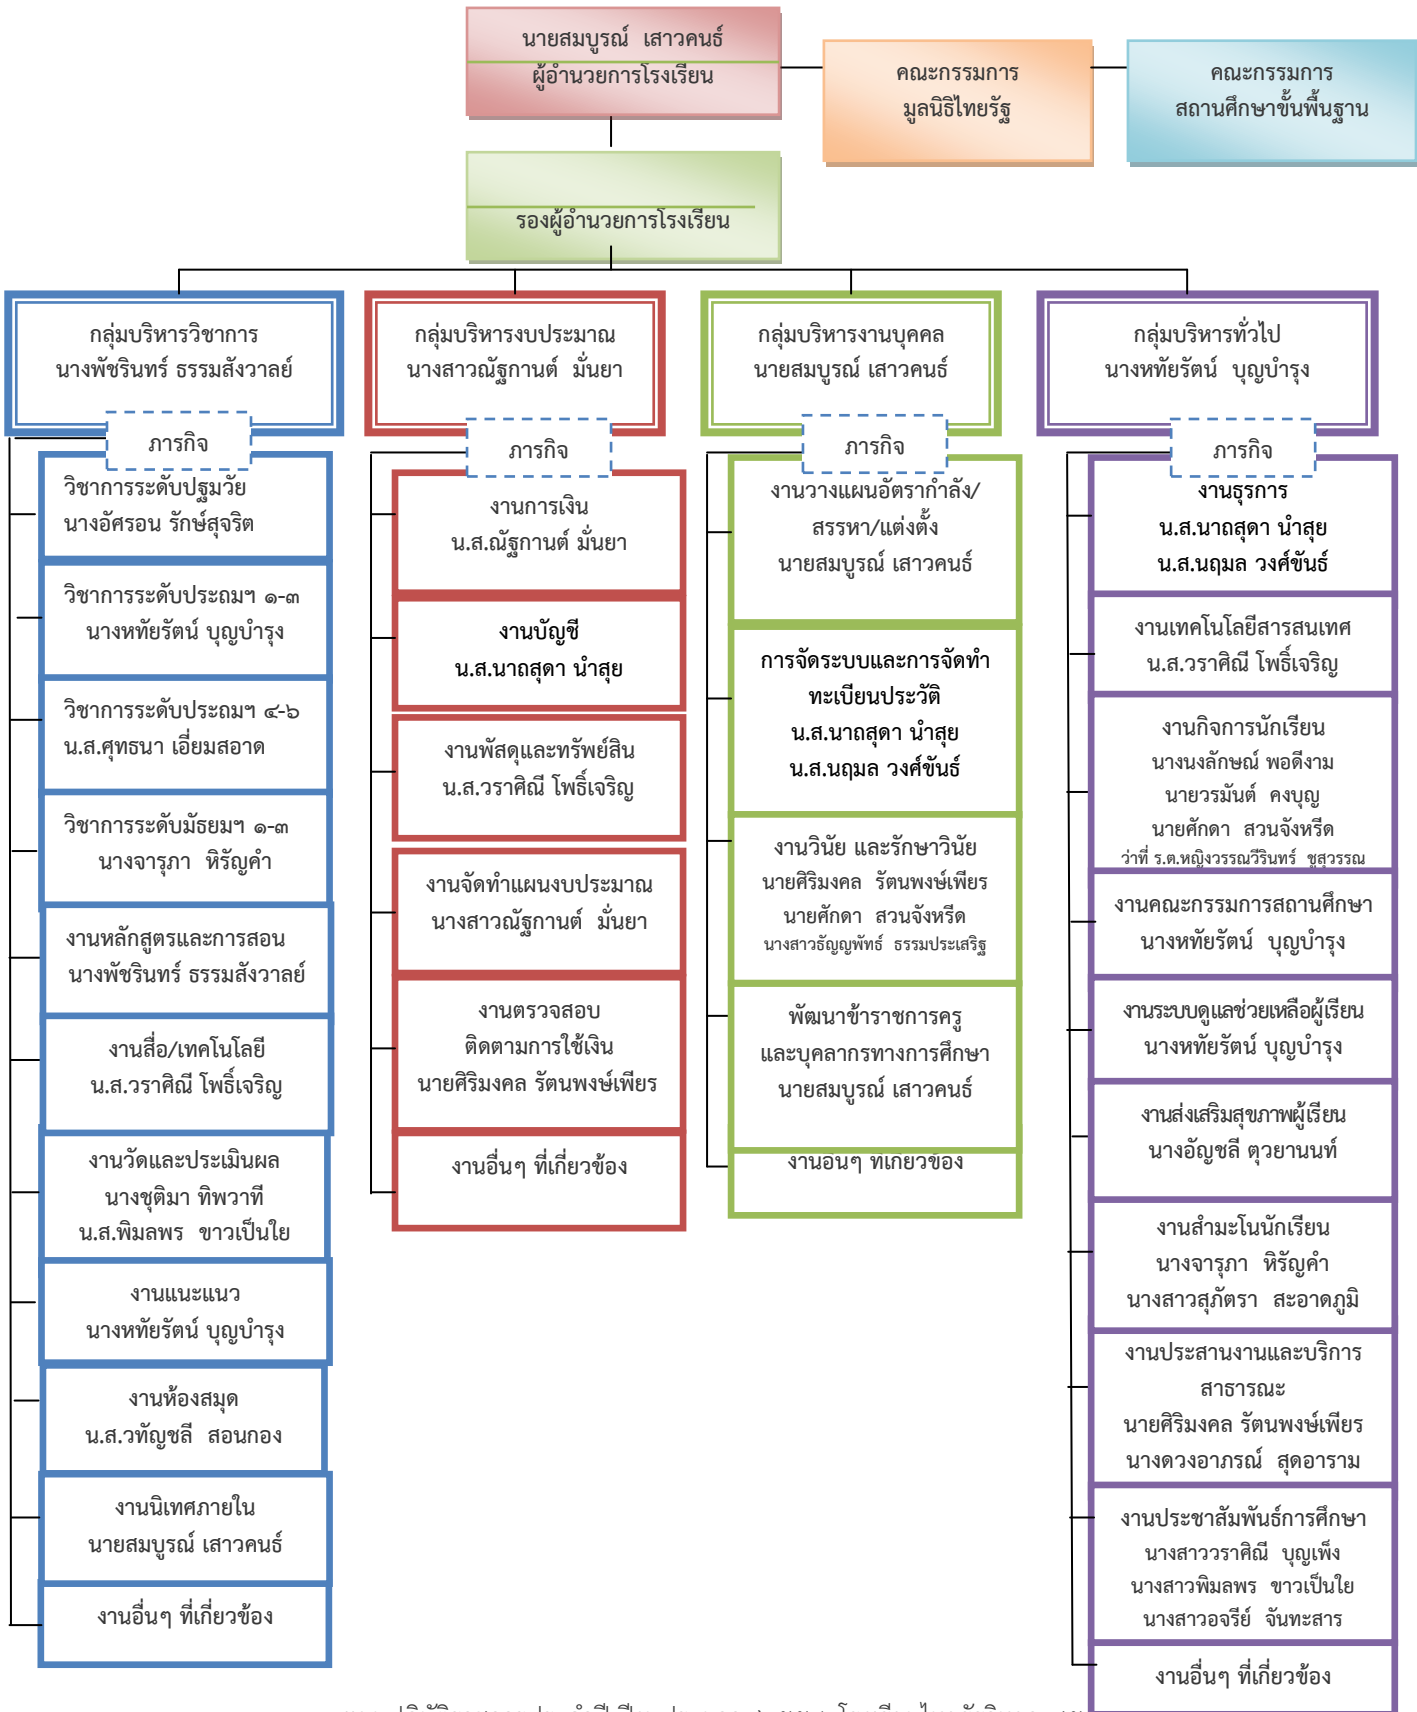 นายสมบูรณ์ เสาวคนธ์
ผู้อำนวยการโรงเรียน
คณะกรรมการ
มูลนิธิไทยรัฐ
คณะกรรมการ
สถานศึกษาขั้นพื้นฐาน
รองผู้อำนวยการโรงเรียน
กลุ่มบริหารวิชาการ
นางพัชรินทร์ ธรรมสังวาลย์
ภารกิจ
วิชาการระดับปฐมวัย
นางอัศรอน รักษ์สุจริต
วิชาการระดับประถมฯ ๑-๓
นางหทัยรัตน์ บุญบำรุง
วิชาการระดับประถมฯ ๔-๖
น.ส.ศุทธนา เอี่ยมสอาด
วิชาการระดับมัธยมฯ ๑-๓
นางจารุภา หิรัญคำ
งานหลักสูตรและการสอน
นางพัชรินทร์ ธรรมสังวาลย์
งานสื่อ/เทคโนโลยี
น.ส.วราศิณี โพธิ์เจริญ
งานวัดและประเมินผล
นางชุติมา ทิพวาที
น.ส.พิมลพร ขาวเป็นใย
งานแนะแนว
นางหทัยรัตน์ บุญบำรุง
งานห้องสมุด
น.ส.วทัญชลี สอนกอง
งานนิเทศภายใน
นายสมบูรณ์ เสาวคนธ์
งานอื่นๆ ที่เกี่ยวข้อง
กลุ่มบริหารงบประมาณ
นางสาวณัฐกานต์ มั่นยา
ภารกิจ
งานการเงิน
น.ส.ณัฐกานต์ มั่นยา
งานบัญชี
น.ส.นาถสุดา นำสุย
งานพัสดุและทรัพย์สิน
น.ส.วราศิณี โพธิ์เจริญ
งานจัดทำแผนงบประมาณ
นางสาวณัฐกานต์ มั่นยา
งานตรวจสอบ
ติดตามการใช้เงิน
นายศิริมงคล รัตนพงษ์เพียร
งานอื่นๆ ที่เกี่ยวข้อง
กลุ่มบริหารงานบุคคล
นายสมบูรณ์ เสาวคนธ์
ภารกิจ
งานวางแผนอัตรากำลัง/
สรรหา/แต่งตั้ง
นายสมบูรณ์ เสาวคนธ์
การจัดระบบและการจัดทำ
ทะเบียนประวัติ
น.ส.นาถสุดา นำสุย
น.ส.นฤมล วงศ์ขันธ์
งานวินัย และรักษาวินัย
นายศิริมงคล รัตนพงษ์เพียร
นายศักดา สวนจังหรีด
นางสาวธัญญพัทธ์ ธรรมประเสริฐ
พัฒนาข้าราชการครู
และบุคลากรทางการศึกษา
นายสมบูรณ์ เสาวคนธ์
งานอื่นๆ ที่เกี่ยวข้อง
กลุ่มบริหารทั่วไป
นางหทัยรัตน์ บุญบำรุง
ภารกิจ
งานธุรการ
น.ส.นาถสุดา นำสุย
น.ส.นฤมล วงศ์ขันธ์
งานเทคโนโลยีสารสนเทศ
น.ส.วราศิณี โพธิ์เจริญ
งานกิจการนักเรียน
นางนงลักษณ์ พอดีงาม
นายวรมันต์ คงบุญ
นายศักดา สวนจังหรีด
ว่าที่ ร.ต.หญิงวรรณวีรินทร์ ชูสุวรรณ
งานคณะกรรมการสถานศึกษา
นางหทัยรัตน์ บุญบำรุง
งานระบบดูแลช่วยเหลือผู้เรียน
นางหทัยรัตน์ บุญบำรุง
งานส่งเสริมสุขภาพผู้เรียน
นางอัญชลี ตุวยานนท์
งานสำมะโนนักเรียน
นางจารุภา หิรัญคำ
นางสาวสุภัตรา สะอาดภูมิ
งานประสานงานและบริการ
สาธารณะ
นายศิริมงคล รัตนพงษ์เพียร
นางดวงอาภรณ์ สุดอาราม
งานประชาสัมพันธ์การศึกษา
นางสาววราศิณี บุญเพ็ง
นางสาวพิมลพร ขาวเป็นใย
นางสาวอจรีย์ จันทะสาร
งานอื่นๆ ที่เกี่ยวข้อง